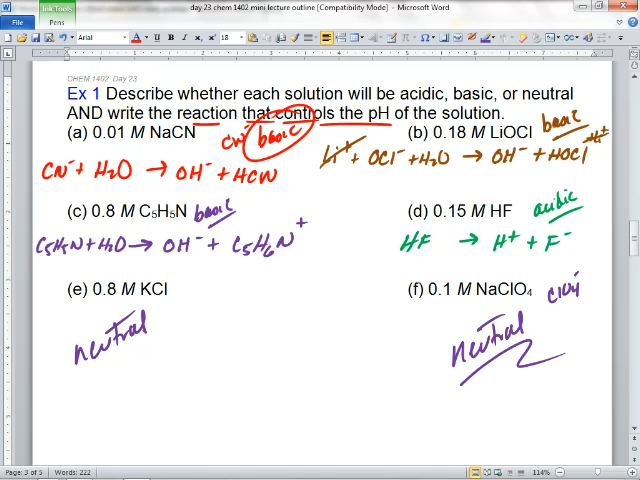 day 23 chem 1402 mini lecture outline [Compatibility Mode] - Microsoft Word
Ink Tools
File
Pens
Arial
18
CHEM 1402 Day 23
Ex 1 Describe whether each solution will be acidic, basic, or neutral
AND write the reaction that controls the pH of the solution.
(a) 0.01 M NaCN
CN⁻ basic
CN⁻ + H₂O → OH⁻ + HCN
(b) 0.18 M LiOCl
basic
Li⁺ + OCl⁻ + H₂O → OH⁻ + HOCl + Li⁺
(c) 0.8 M C₅H₅N
basic
C₅H₅N + H₂O → OH⁻ + C₅H₆N⁺
(d) 0.15 M HF
acidic
HF → H⁺ + F⁻
(e) 0.8 M KCl
neutral
(f) 0.1 M NaClO₄
ClO₄⁻
neutral
Page: 3 of 5
Words: 222
114%